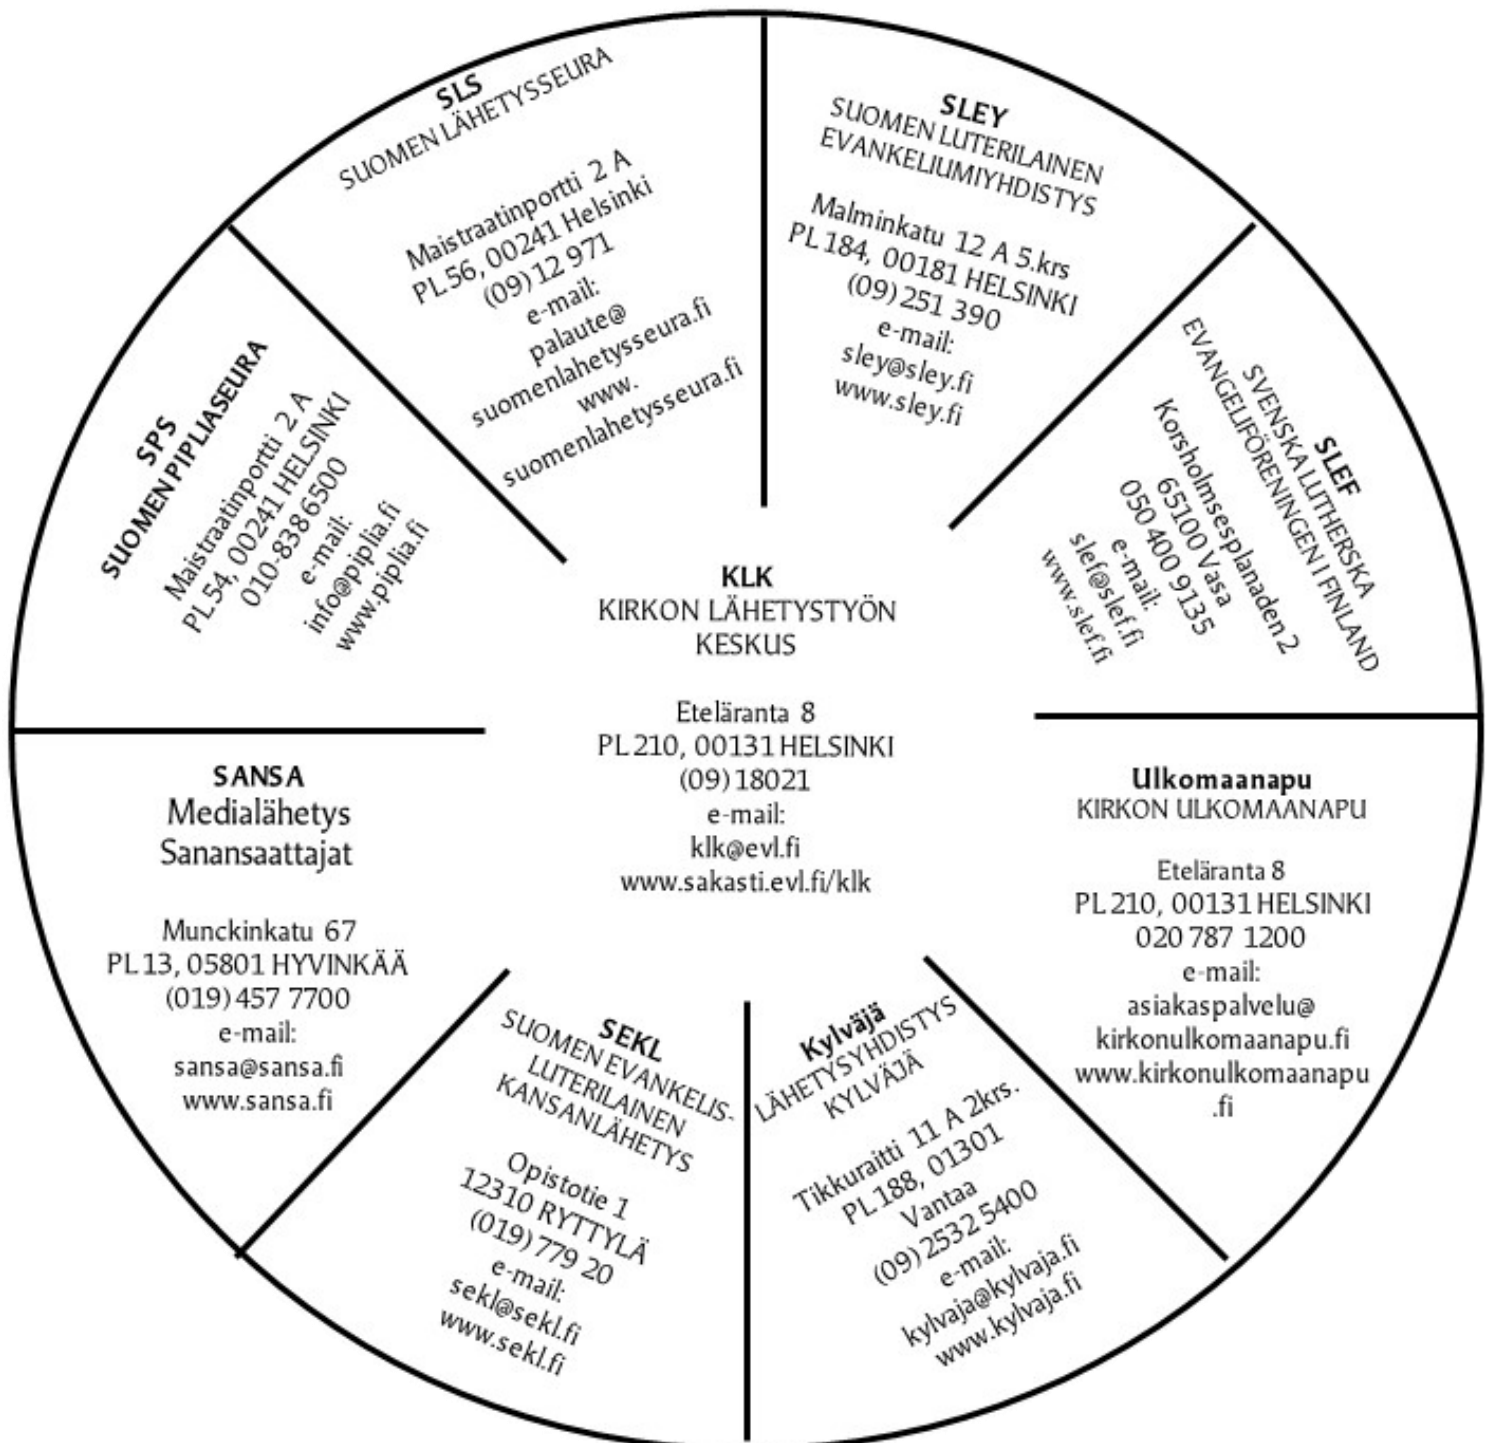 SLS
SUOMEN LÄHETYSSEURA
Maistraatinportti 2 A
PL 56, 00241 Helsinki
(09) 12 971
e-mail:
palaute@
suomenlahetysseura.fi
www.
suomenlahetysseura.fi
SLEY
SUOMEN LUTERILAINEN
EVANKELIUMIYHDISTYS
Malminkatu 12 A 5.krs
PL 184, 00181 HELSINKI
(09) 251 390
e-mail:
sley@sley.fi
www.sley.fi
SLEF
SVENSKA LUTHERSKA
EVANGELIFÖRENINGEN I FINLAND
Korsholmsesplanaden 2
65100 Vasa
050 400 9135
e-mail:
slef@slef.fi
www.slef.fi
Ulkomaanapu
KIRKON ULKOMAANAPU
Eteläranta 8
PL 210, 00131 HELSINKI
020 787 1200
e-mail:
asiakaspalvelu@
kirkonulkomaanapu.fi
www.kirkonulkomaanapu
.fi
Kylväjä
LÄHETYSYHDISTYS
KYLVÄJÄ
Tikkuraitti 11 A 2krs.
PL 188, 01301
Vantaa
(09) 2532 5400
e-mail:
kylvaja@kylvaja.fi
www.kylvaja.fi
SEKL
SUOMEN EVANKELIS-
LUTERILAINEN
KANSANLÄHETYS
Opistotie 1
12310 RYTTYLÄ
(019) 779 20
e-mail:
sekl@sekl.fi
www.sekl.fi
SANSA
Medialähetys
Sanansaattajat
Munckinkatu 67
PL 13, 05801 HYVINKÄÄ
(019) 457 7700
e-mail:
sansa@sansa.fi
www.sansa.fi
SPS
SUOMEN PIPLIASEURA
Maistraatinportti 2 A
PL 54, 00241 HELSINKI
010-838 6500
e-mail:
info@piplia.fi
www.piplia.fi
KLK
KIRKON LÄHETYSTYÖN
KESKUS
Eteläranta 8
PL 210, 00131 HELSINKI
(09) 18021
e-mail:
klk@evl.fi
www.sakasti.evl.fi/klk